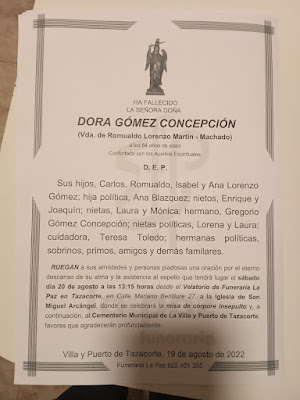 HA FALLECIDO
LA SEÑORA DOÑA
DORA GÓMEZ CONCEPCIÓN
(Vda. de Romualdo Lorenzo Martín - Machado)
a los 84 años de edad
Confortada con los Auxilios Espirituales
D. E. P.
Sus hijos, Carlos, Romualdo, Isabel y Ana Lorenzo
Gómez; hija política, Ana Blazquez; nietos, Enrique y
Joaquín; nietas, Laura y Mónica; hermano, Gregorio
Gómez Concepción; nietas políticas, Lorena y Laura;
cuidadora, Teresa Toledo; hermanas políticas,
sobrinos, primos, amigos y demás familares.
RUEGAN a sus amistades y personas piadosas una oración por el eterno
descanso de su alma y la asistencia al sepelio que tendrá lugar el sábado
día 20 de agosto a las 13:15 horas desde el Velatorio de Funeraria La
Paz en Tazacorte, en Calle Mariano Benlliure 27, a la Iglesia de San
Miguel Arcángel, donde se celebrará la misa de corpore insepulto y, a
continuación, al Cementerio Municipal de La Villa y Puerto de Tazacorte,
favores que agradecerán profundamente.
funeraria
Villa y Puerto de Tazacorte, 19 de agosto de 2022
Funeraria La Paz 922 401 355